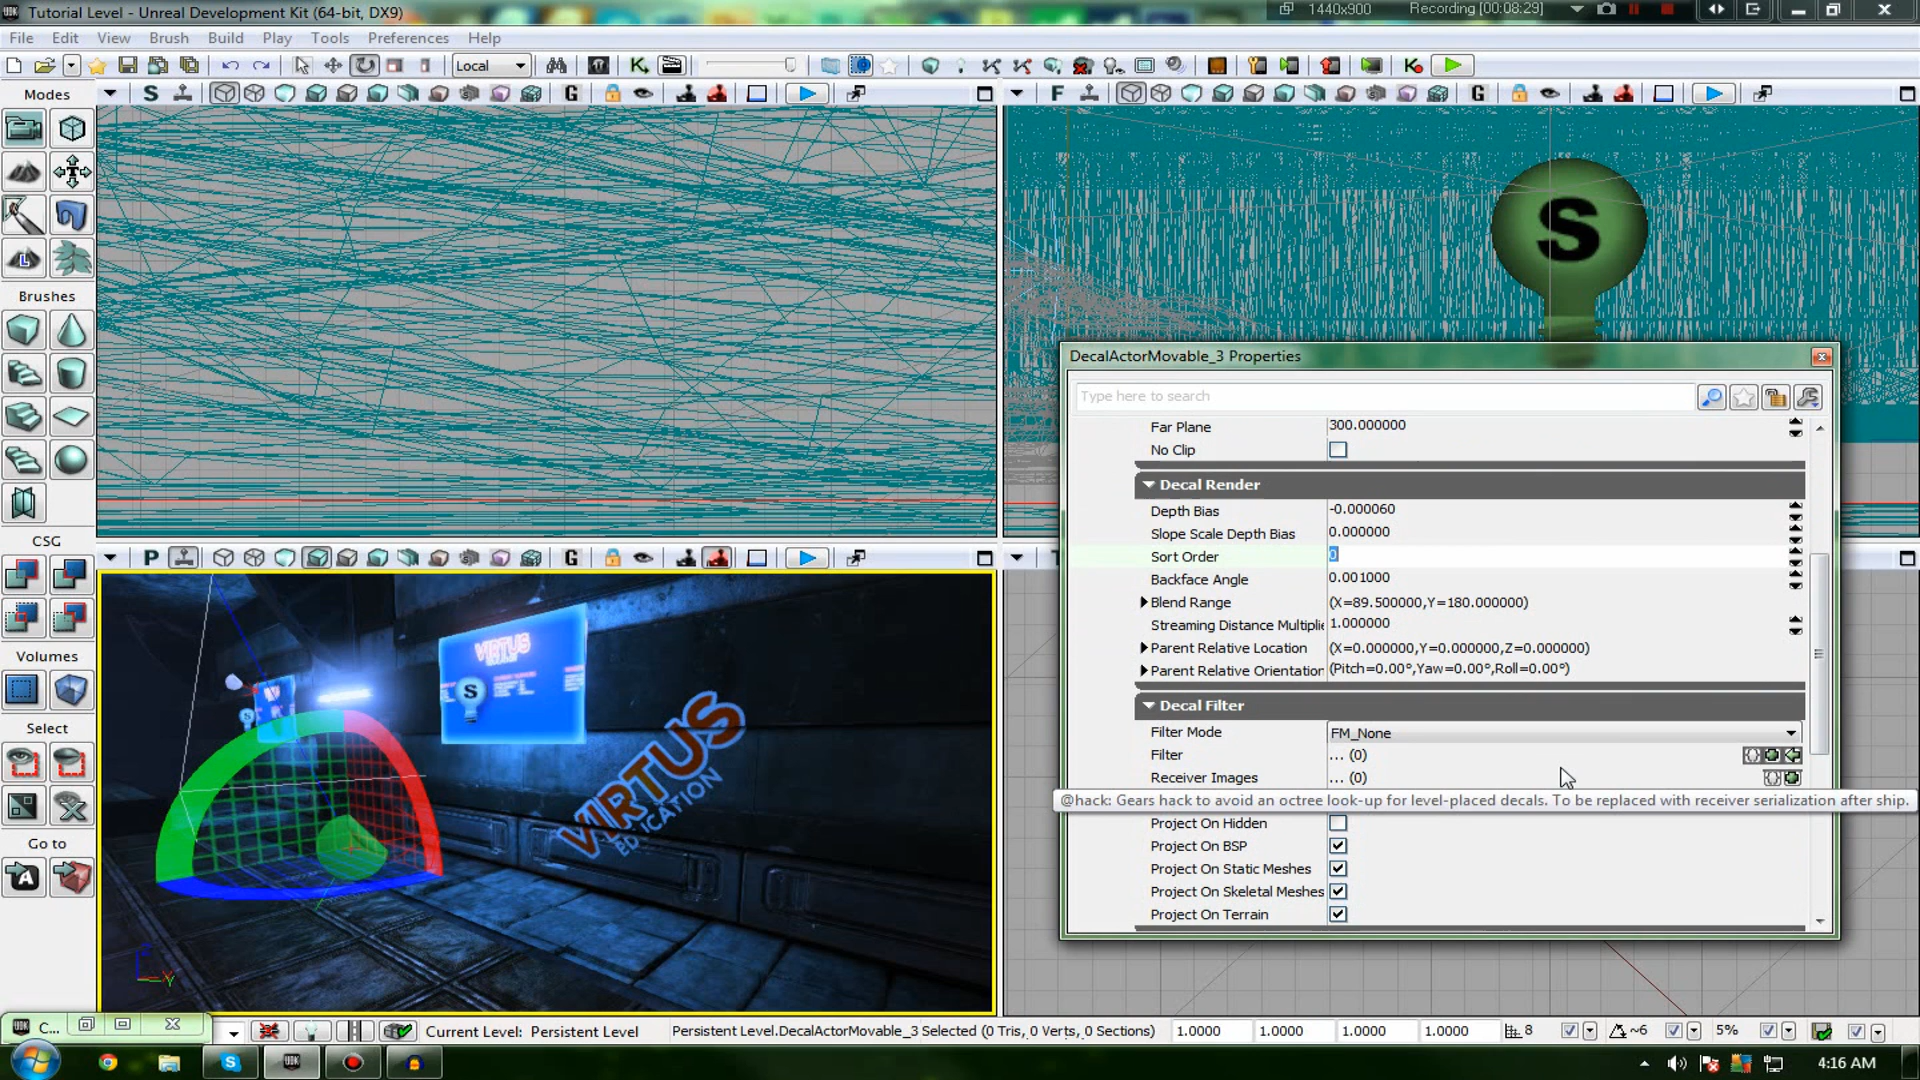 Tutorial Level - Unreal Development Kit (64-bit, DX9)
1440x900
Recording [00:08:29]
File Edit View Brush Build Play Tools Preferences Help
Local
Modes
S
G
F
G
S
Brushes
CSG
P
G
Volumes
Select
Go to
VIRTUS
S
VIRTUS
EDUCATION
DecalActorMovable_3 Properties
Type here to search
Far Plane 300.000000
No Clip
Decal Render
Depth Bias -0.000060
Slope Scale Depth Bias 0.000000
Sort Order 0
Backface Angle 0.001000
Blend Range (X=89.500000,Y=180.000000)
Streaming Distance Multiplie 1.000000
Parent Relative Location (X=0.000000,Y=0.000000,Z=0.000000)
Parent Relative Orientation (Pitch=0.00°,Yaw=0.00°,Roll=0.00°)
Decal Filter
Filter Mode FM_None
Filter ... (0)
Receiver Images ... (0)
@hack: Gears hack to avoid an octree look-up for level-placed decals. To be replaced with receiver serialization after ship.
Project On Hidden
Project On BSP
Project On Static Meshes
Project On Skeletal Meshes
Project On Terrain
C...
Current Level: Persistent Level
Persistent Level.DecalActorMovable_3 Selected (0 Tris, 0 Verts, 0 Sections)
1.0000 1.0000 1.0000 1.0000
8
~6
5%
4:16 AM